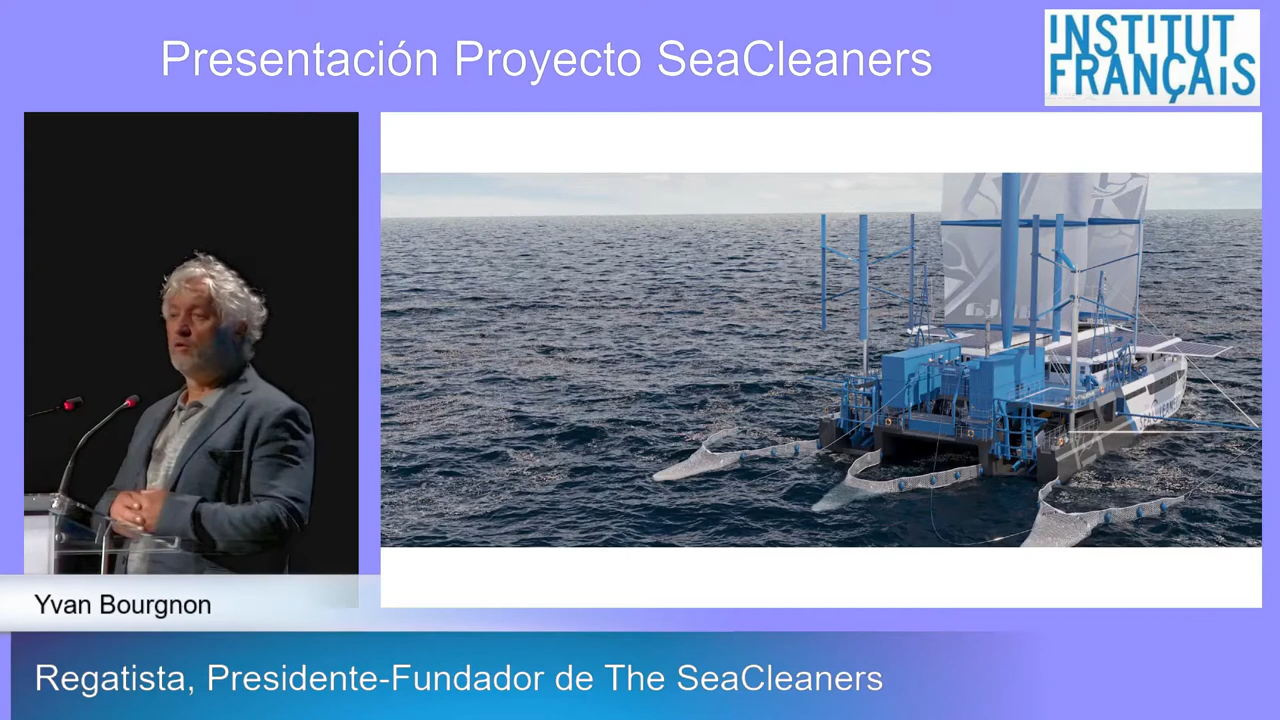 Presentación Proyecto SeaCleaners
INSTITUT
FRANÇAIS
Yvan Bourgnon
Regatista, Presidente-Fundador de The SeaCleaners